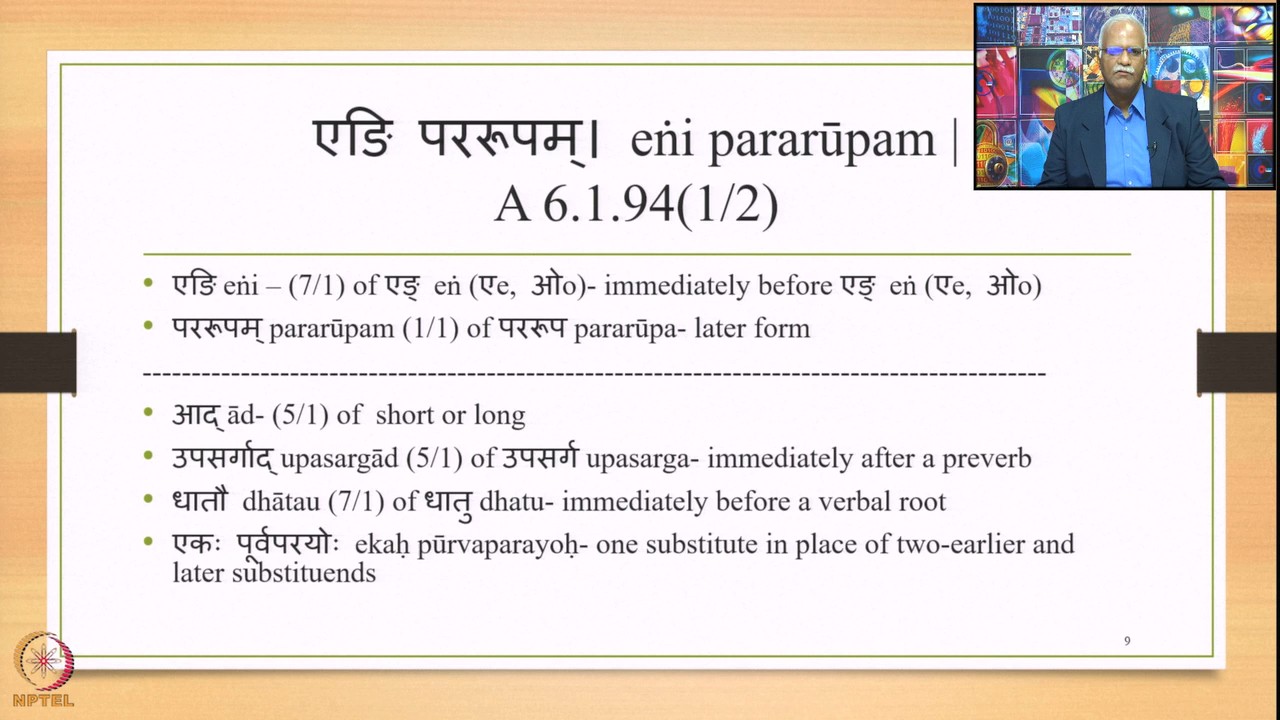 एङि पररूपम्। eṅi pararūpam |
A 6.1.94(1/2)
• एङि eṅi – (7/1) of एङ् eṅ (एe, ओo)- immediately before एङ् eṅ (एe, ओo)
• पररूपम् pararūpam (1/1) of पररूप pararūpa- later form
--------------------------------------------------------------------------------------------
• आद् ād- (5/1) of short or long
• उपसर्गाद् upasargād (5/1) of उपसर्ग upasarga- immediately after a preverb
• धातौ dhātau (7/1) of धातु dhatu- immediately before a verbal root
• एकः पूर्वपरयोः ekaḥ pūrvaparayoḥ- one substitute in place of two-earlier and
later substituends
9
NPTEL